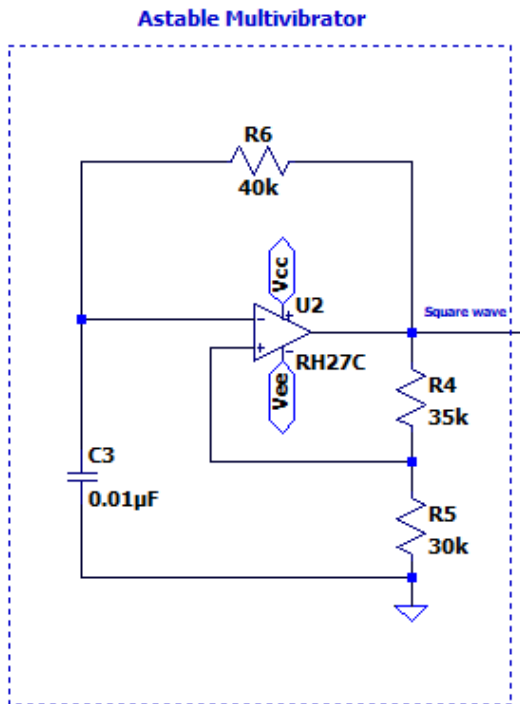 Astable Multivibrator
R6
40k
Vcc
U2
Square wave
RH27C
Vee
R4
35k
C3
0.01µF
R5
30k